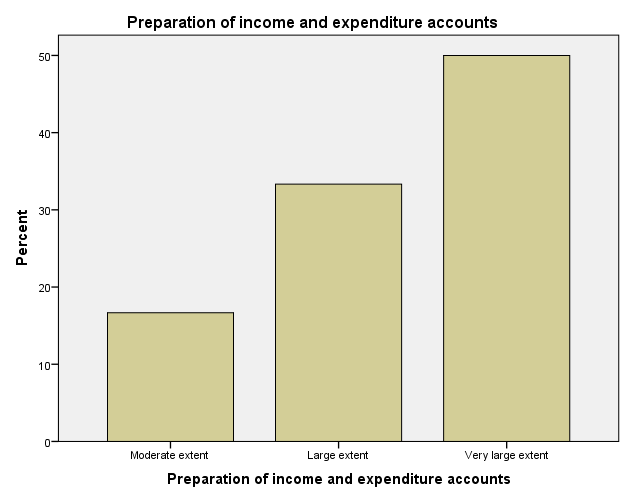 Preparation of income and expenditure accounts
50
40
30
20
10
0
Percent
Moderate extent
Large extent
Very large extent
Preparation of income and expenditure accounts